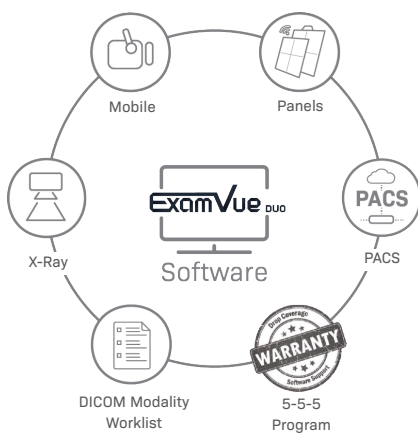 Mobile
Panels
ExamVue DUO
Software
X-Ray
PACS
PACS
Drop Coverage
WARRANTY
Software Support
DICOM Modality
Worklist
5-5-5
Program